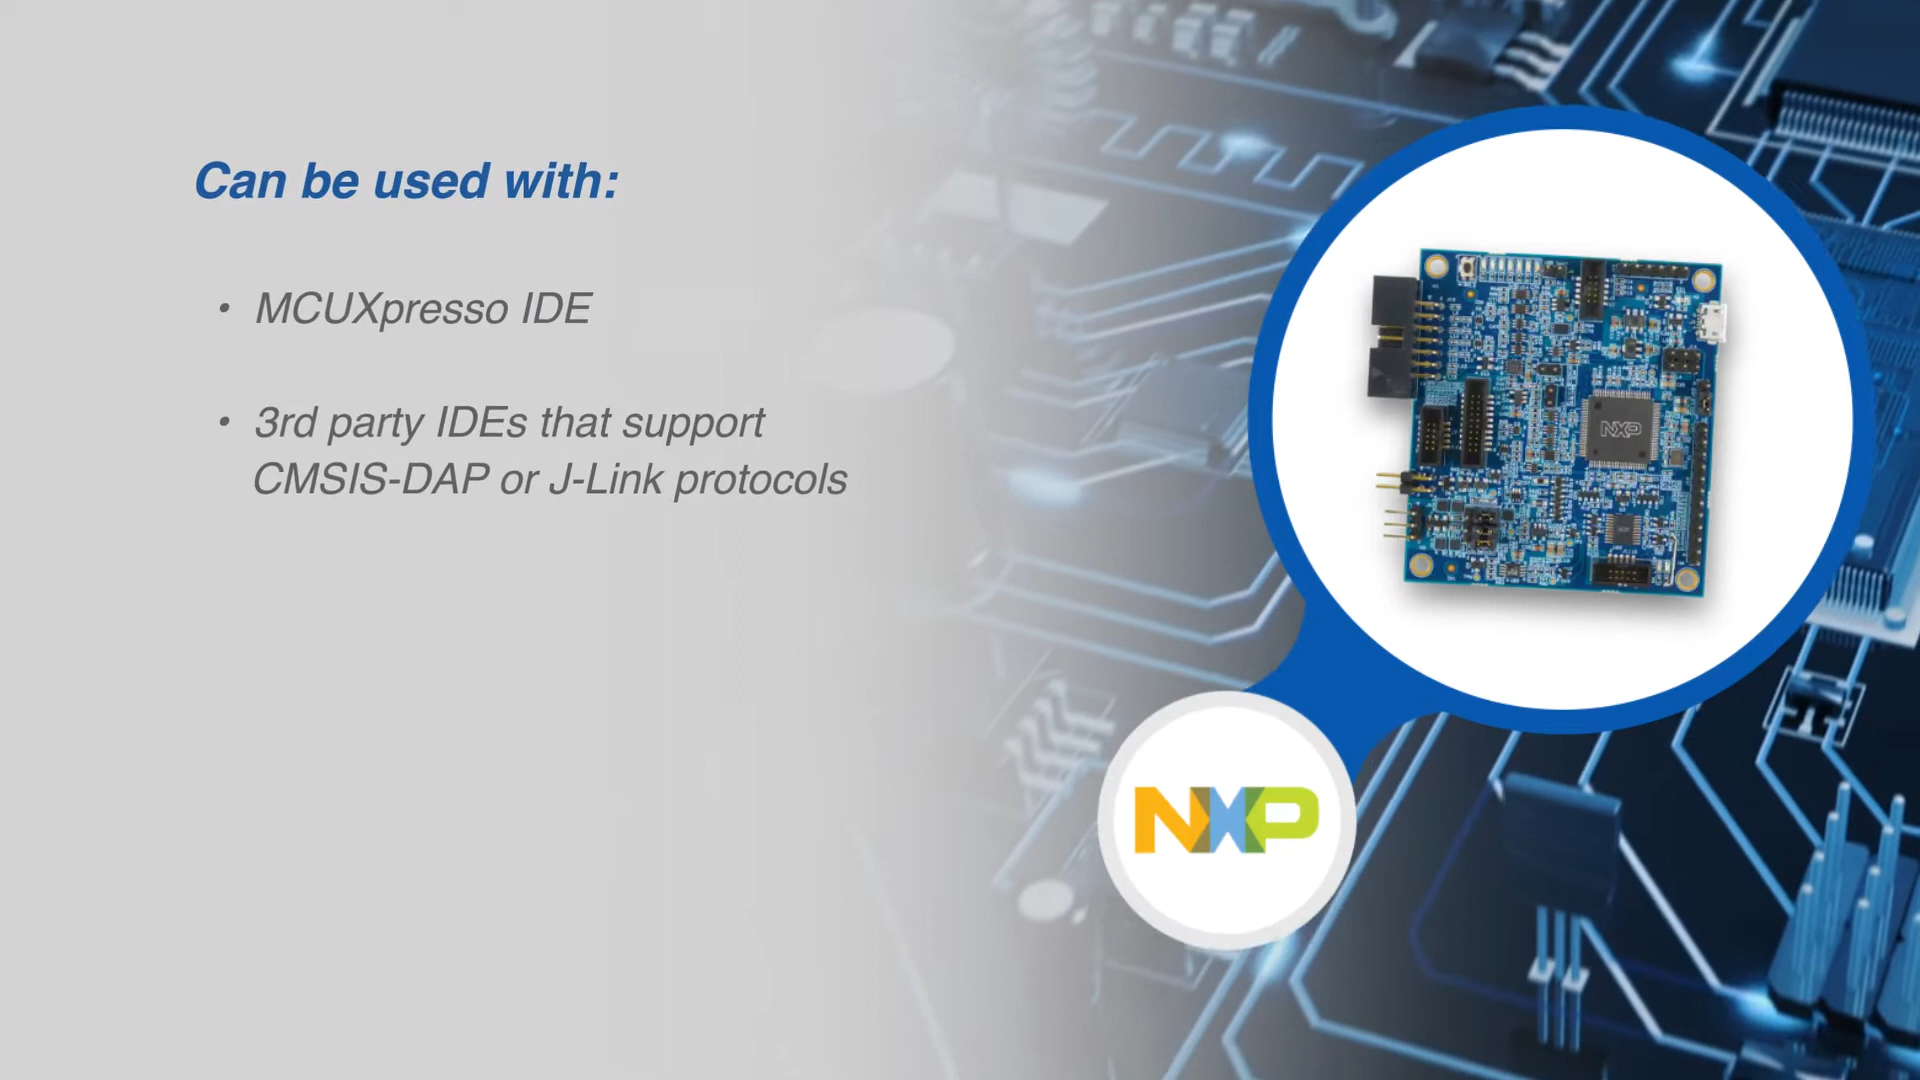 Can be used with:
• MCUXpresso IDE
• 3rd party IDEs that support
CMSIS-DAP or J-Link protocols
NXP
NXP